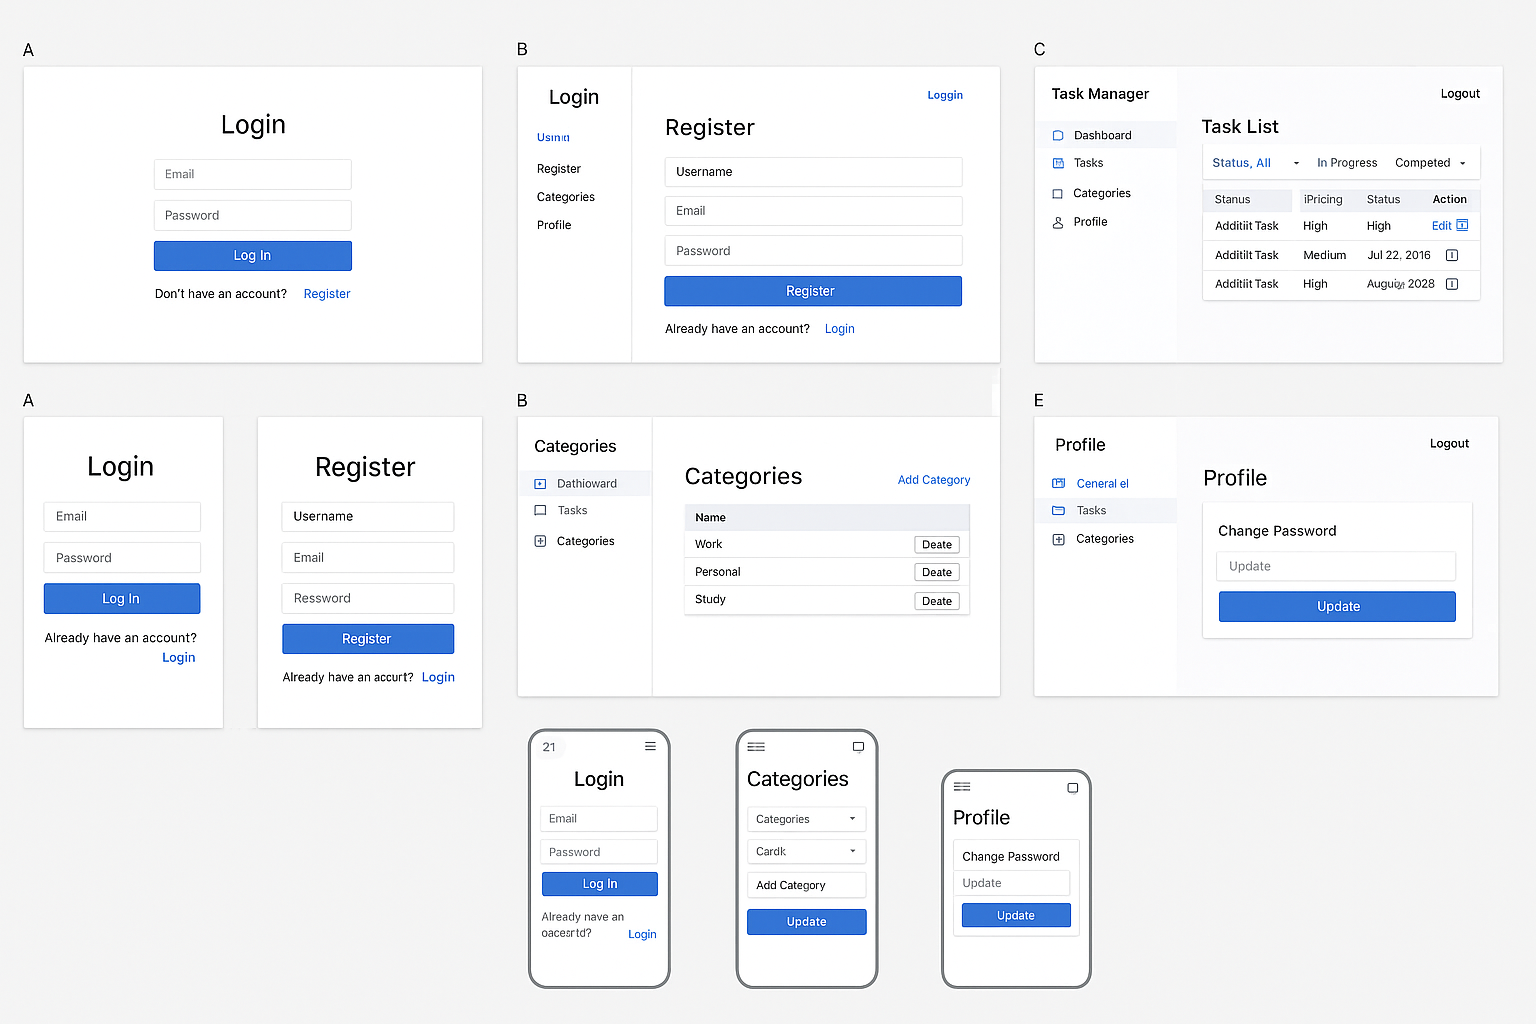 A
Login
Email
Password
Log In
Don't have an account? Register
B
Login
Register
Categories
Profile
Loggin
Register
Username
Email
Password
Register
Already have an account? Login
C
Task Manager
Dashboard
Tasks
Categories
Profile
Logout
Task List
Status, All In Progress Competed
Stanus iPricing Status Action
Additiit Task High High Edit
Additilt Task Medium Jul 22, 2016
Additiit Task High 2028
A
Login
Email
Password
Log In
Already have an account?
Login
Register
Username
Email
Ressword
Register
Already have an accurt? Login
B
Categories
Dathioward
Tasks
Categories
Categories
Add Category
Name
Work Deate
Personal Deate
Study Deate
E
Profile
Ceneral el
Tasks
Categories
Logout
Profile
Change Password
Update
Update
21
Login
Email
Password
Log In
Already nave an
Login
Categories
Categories
Cardk
Add Category
Update
Profile
Change Password
Update
Update